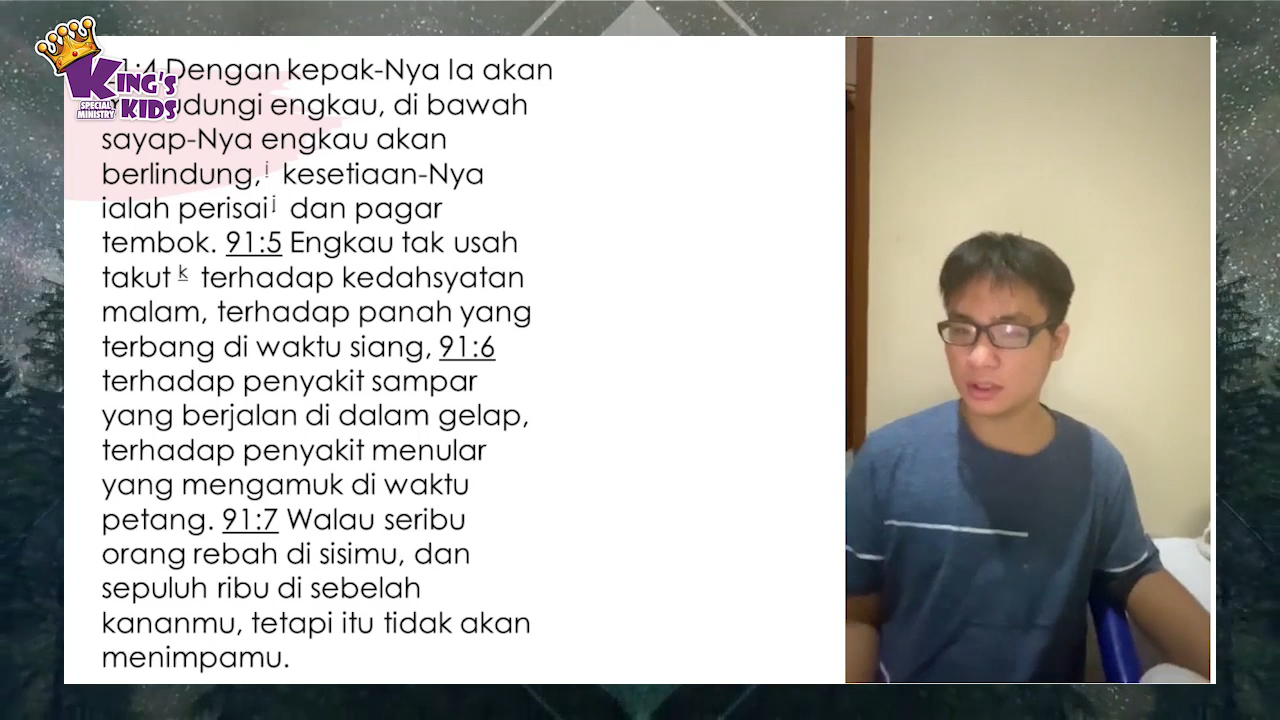 KING'S
SPECIAL
MINISTRY
KIDS
1:4 Dengan kepak-Nya Ia akan
dungi engkau, di bawah
sayap-Nya engkau akan
berlindung, i kesetiaan-Nya
ialah perisai j dan pagar
tembok. 91:5 Engkau tak usah
takut k terhadap kedahsyatan
malam, terhadap panah yang
terbang di waktu siang, 91:6
terhadap penyakit sampar
yang berjalan di dalam gelap,
terhadap penyakit menular
yang mengamuk di waktu
petang. 91:7 Walau seribu
orang rebah di sisimu, dan
sepuluh ribu di sebelah
kananmu, tetapi itu tidak akan
menimpamu.